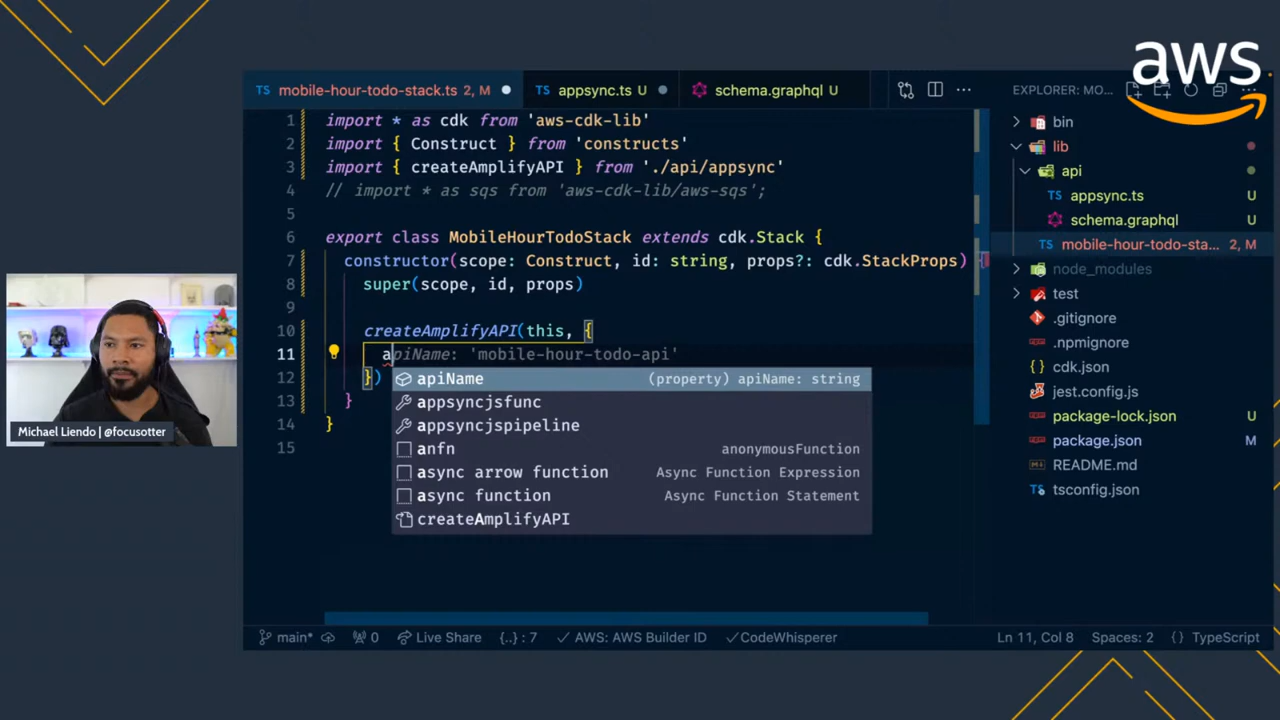 aws
TS mobile-hour-todo-stack.ts 2, M
TS appsync.ts U
schema.graphql U
...
EXPLORER: MO...
1 import * as cdk from 'aws-cdk-lib'
2 import { Construct } from 'constructs'
3 import { createAmplifyAPI } from './api/appsync'
4 // import * as sqs from 'aws-cdk-lib/aws-sqs';
5
6 export class MobileHourTodoStack extends cdk.Stack {
7 constructor(scope: Construct, id: string, props?: cdk.StackProps) {
8 super(scope, id, props)
9
10 createAmplifyAPI(this, {
11 apiName: 'mobile-hour-todo-api'
12 })
13 }
14 }
15
apiName (property) apiName: string
appsyncjsfunc
appsyncjspipeline
anfn anonymousFunction
async arrow function Async Function Expression
async function Async Function Statement
createAmplifyAPI
bin
lib
api
TS appsync.ts U
schema.graphql U
TS mobile-hour-todo-sta... 2, M
node_modules
test
.gitignore
.npmignore
{} cdk.json
jest.config.js
package-lock.json U
package.json M
README.md
TS tsconfig.json
Michael Liendo | @focusotter
main* 0 Live Share {..} : 7 AWS: AWS Builder ID CodeWhisperer Ln 11, Col 8 Spaces: 2 {} TypeScript